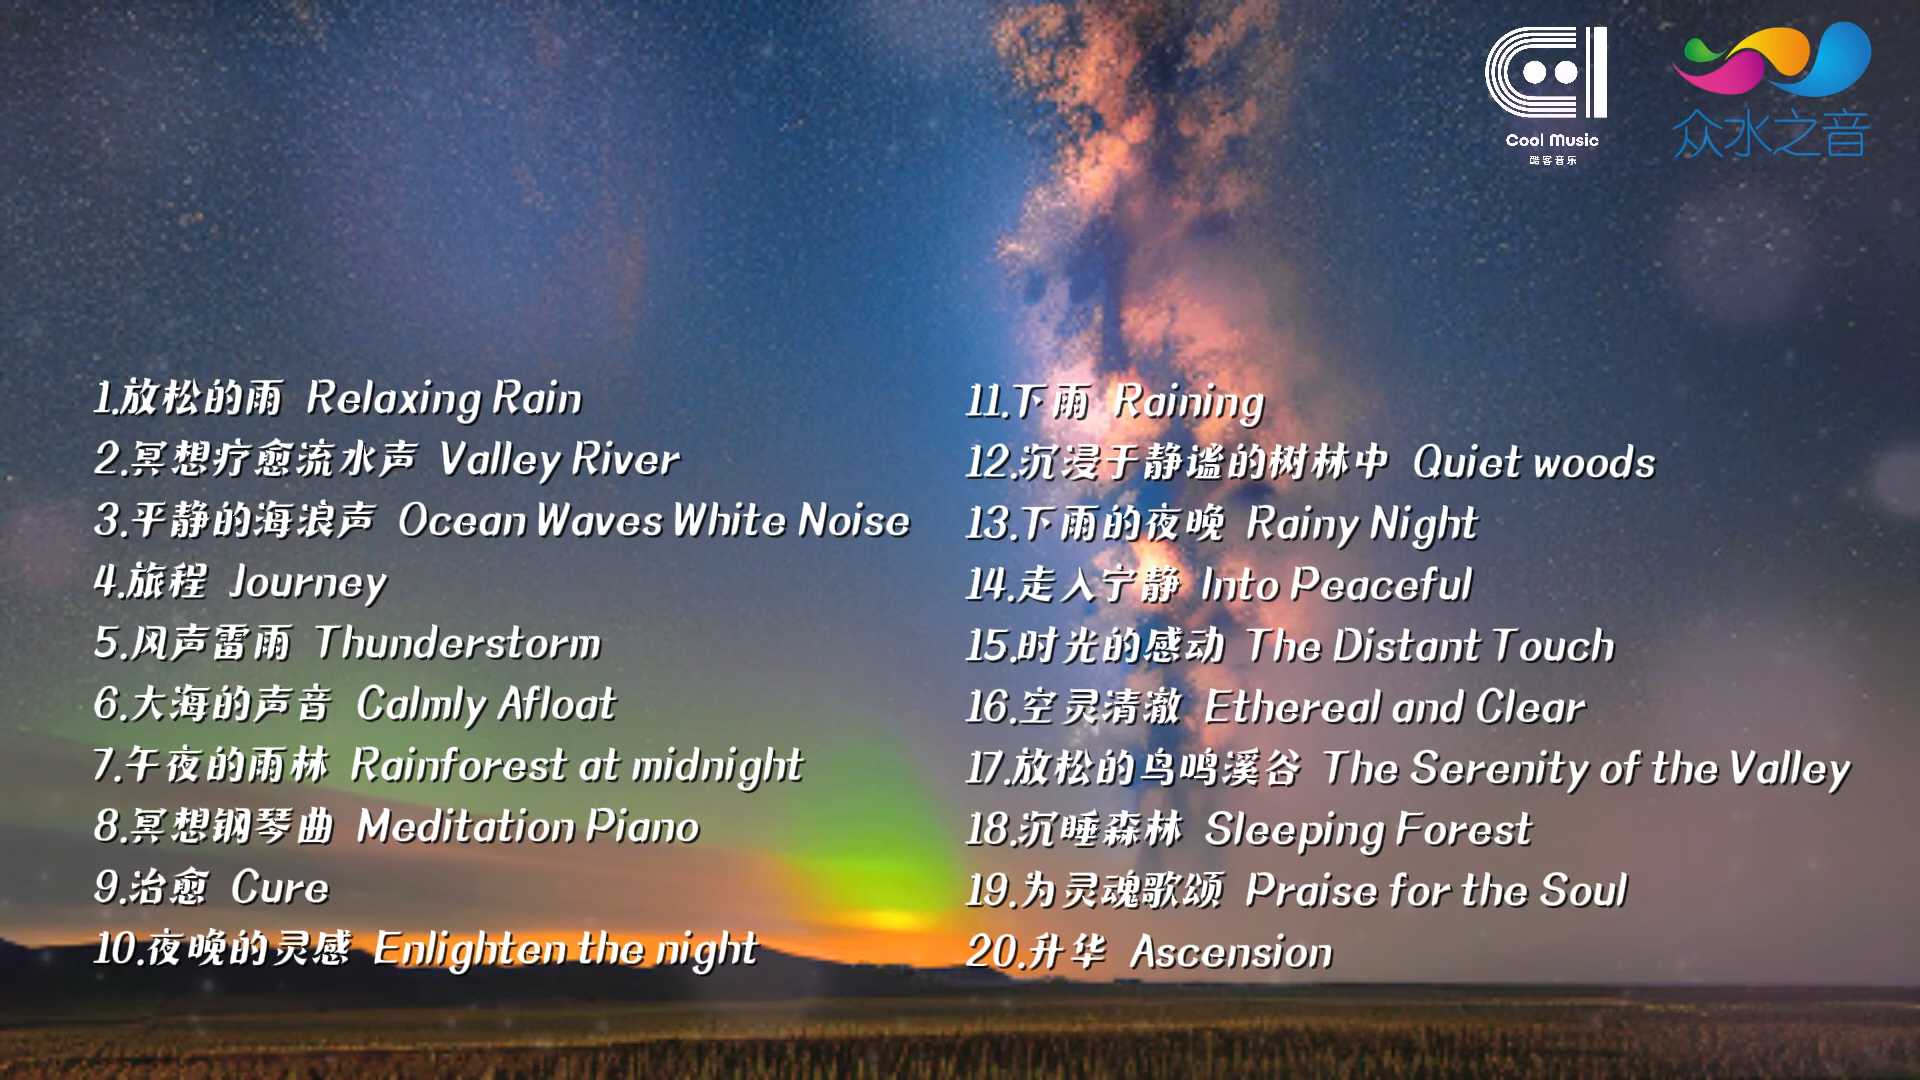 Cool Music
酷客音乐
众水之音
1.放松的雨 Relaxing Rain
2.冥想疗愈流水声 Valley River
3.平静的海浪声 Ocean Waves White Noise
4.旅程 Journey
5.风声雷雨 Thunderstorm
6.大海的声音 Calmly Afloat
7.午夜的雨林 Rainforest at midnight
8.冥想钢琴曲 Meditation Piano
9.治愈 Cure
10.夜晚的灵感 Enlighten the night
11.下雨 Raining
12.沉浸于静谧的树林中 Quiet woods
13.下雨的夜晚 Rainy Night
14.走入宁静 Into Peaceful
15.时光的感动 The Distant Touch
16.空灵清澈 Ethereal and Clear
17.放松的鸟鸣溪谷 The Serenity of the Valley
18.沉睡森林 Sleeping Forest
19.为灵魂歌颂 Praise for the Soul
20.升华 Ascension